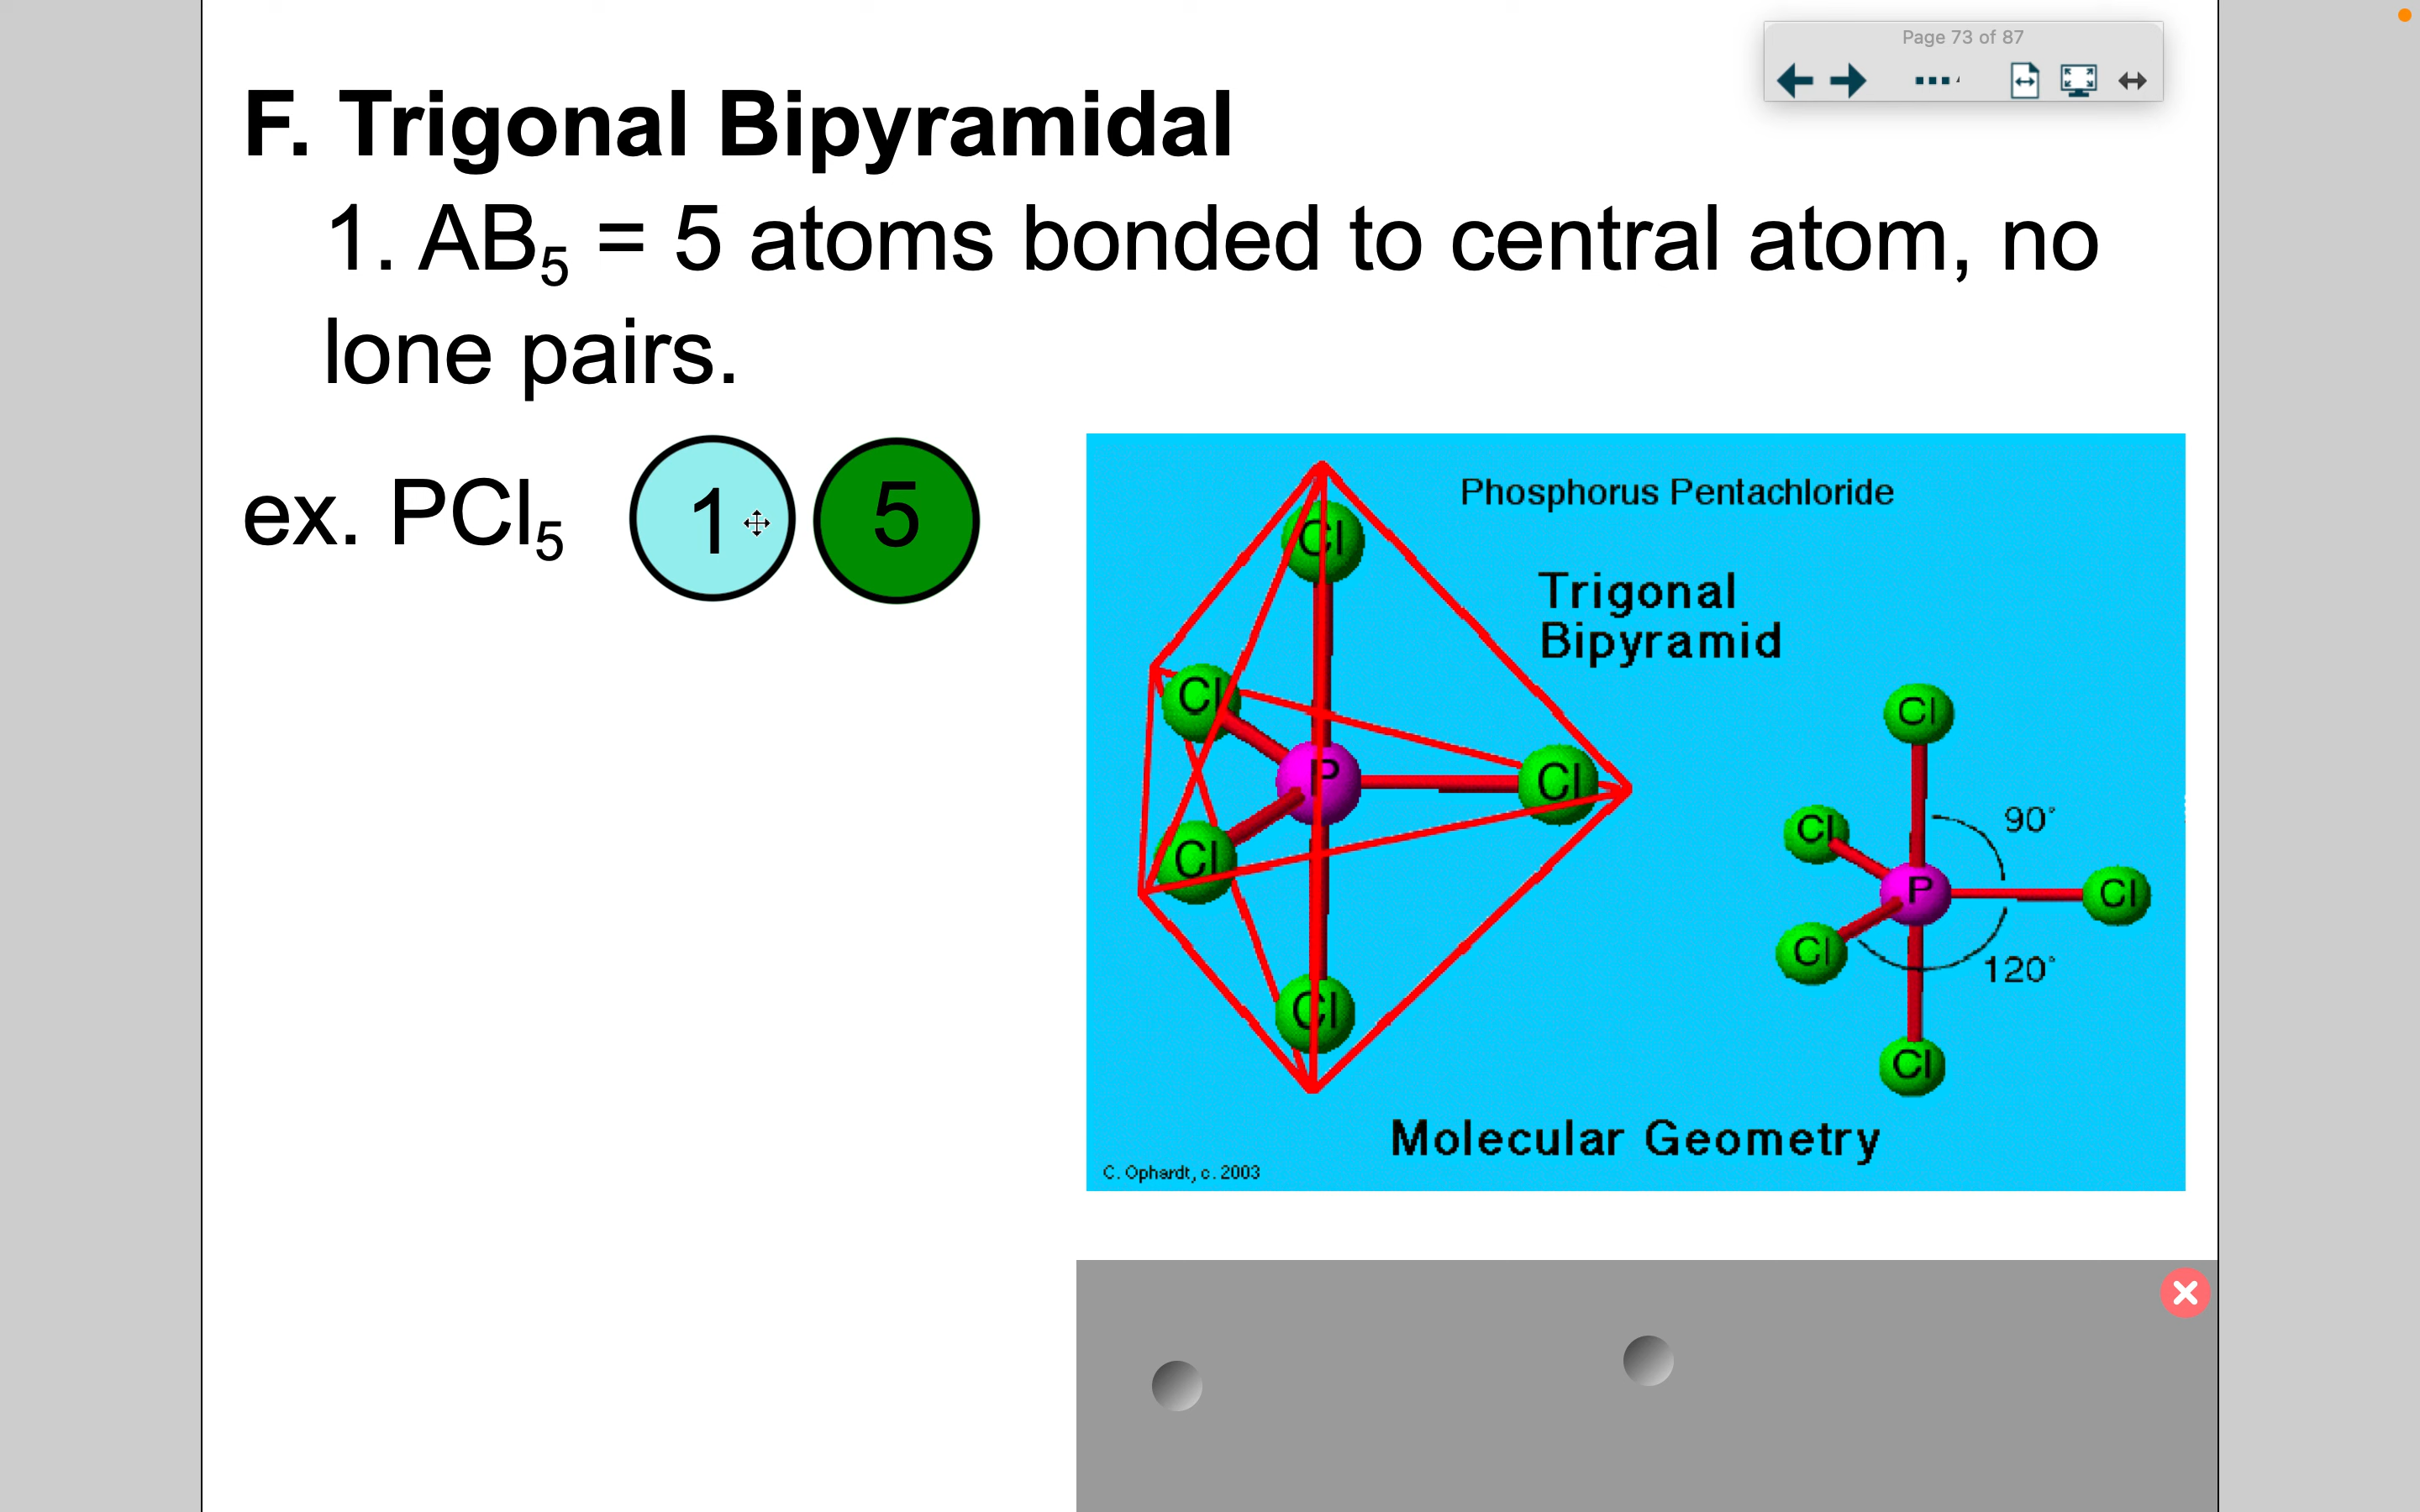 Page 73 of 87
F. Trigonal Bipyramidal
1. AB₅ = 5 atoms bonded to central atom, no
lone pairs.
ex. PCl₅ 1 5
Phosphorus Pentachloride
Trigonal
Bipyramid
Cl
Cl
P
Cl
Cl
Cl
Cl
Cl
90°
P
Cl
Cl
120°
Cl
Molecular Geometry
C. Ophardt, c. 2003